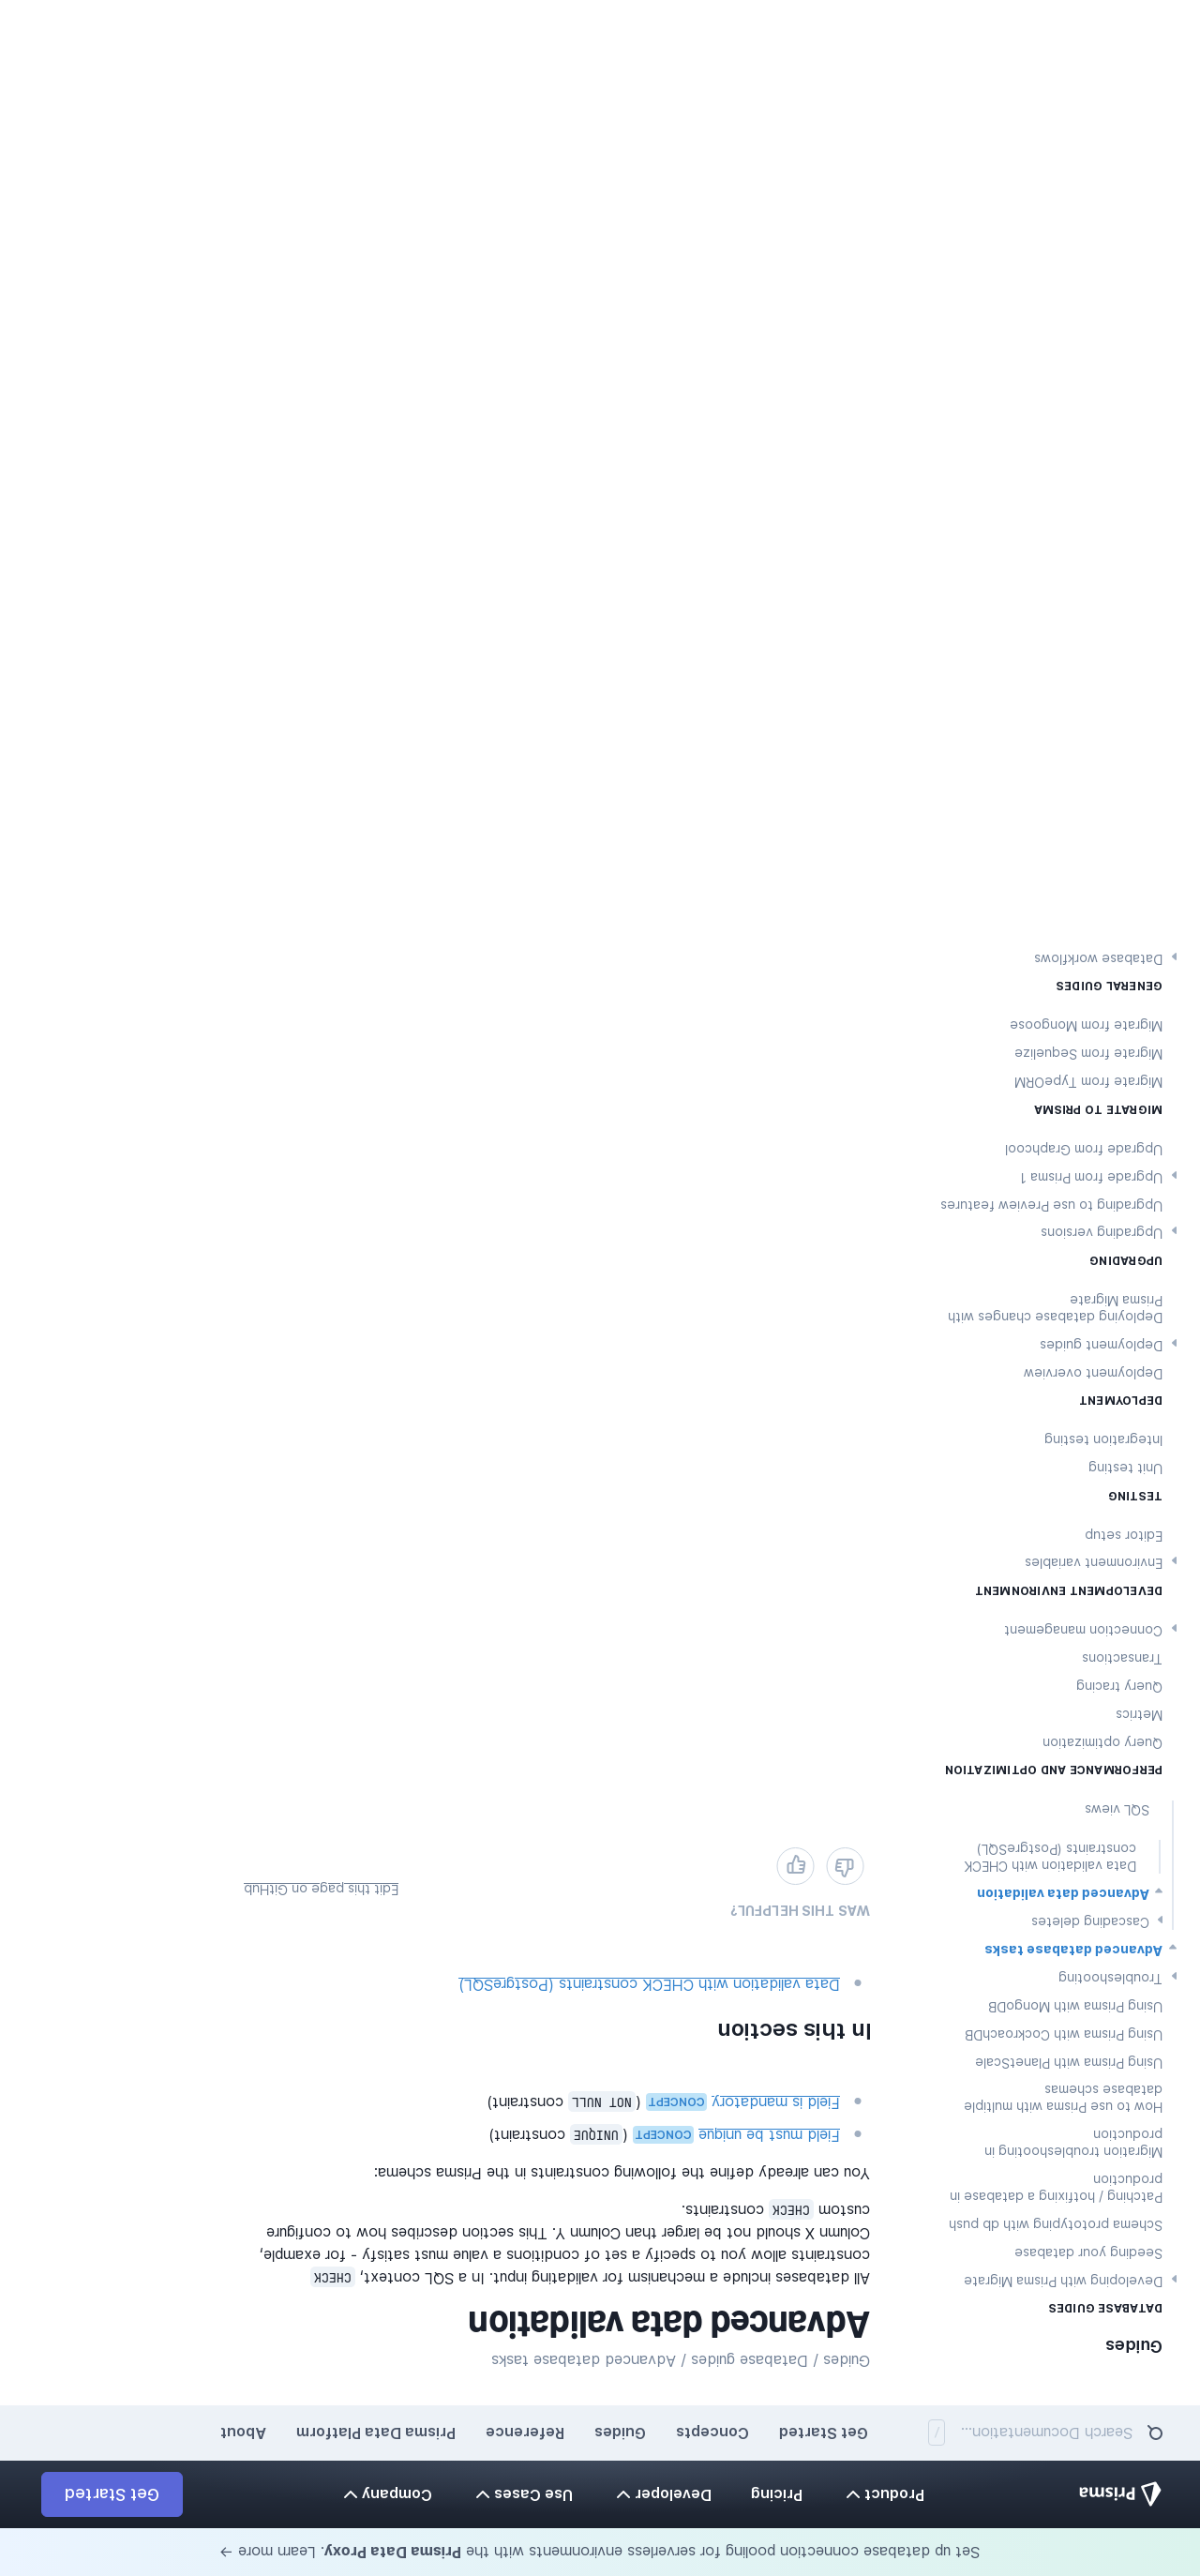 Set up database connection pooling for serverless environments with the Prisma Data Proxy. Learn more →
Prisma
Product
Pricing
Developer
Use Cases
Company
Get Started
Search Documentation...
/
Get Started
Concepts
Guides
Reference
Prisma Data Platform
About
Guides
DATABASE GUIDES
Developing with Prisma Migrate
Seeding your database
Schema prototyping with db push
Patching / hotfixing a database in
production
Migration troubleshooting in
production
How to use Prisma with multiple
database schemas
Using Prisma with PlanetScale
Using Prisma with CockroachDB
Using Prisma with MongoDB
Troubleshooting
Advanced database tasks
Cascading deletes
Advanced data validation
Data validation with CHECK
constraints (PostgreSQL)
SQL views
PERFORMANCE AND OPTIMIZATION
Query optimization
Metrics
Query tracing
Transactions
Connection management
DEVELOPMENT ENVIRONMENT
Environment variables
Editor setup
TESTING
Unit testing
Integration testing
DEPLOYMENT
Deployment overview
Deployment guides
Deploying database changes with
Prisma Migrate
UPGRADING
Upgrading versions
Upgrading to use Preview features
Upgrade from Prisma 1
Upgrade from Graphcool
MIGRATE TO PRISMA
Migrate from TypeORM
Migrate from Sequelize
Migrate from Mongoose
GENERAL GUIDES
Database workflows
Guides / Database guides / Advanced database tasks
Advanced data validation
All databases include a mechanism for validating input. In a SQL context, CHECK
constraints allow you to specify a set of conditions a value must satisfy - for example,
Column X should not be larger than Column Y. This section describes how to configure
custom CHECK constraints.
You can already define the following constraints in the Prisma schema:
Field must be unique CONCEPT (UNIQUE constraint)
Field is mandatory CONCEPT (NOT NULL constraint)
In this section
Data validation with CHECK constraints (PostgreSQL)
WAS THIS HELPFUL?
Edit this page on GitHub